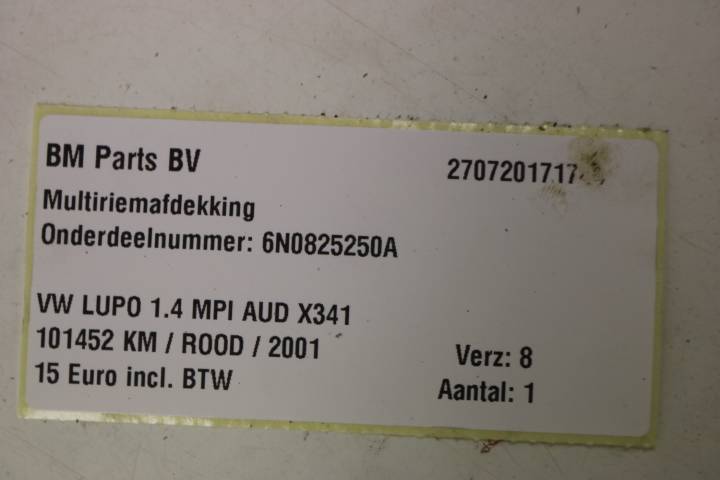 BM Parts BV
Multiriemafdekking
Onderdeelnummer: 6N0825250A
VW LUPO 1.4 MPI AUD X341
101452 KM / ROOD / 2001
15 Euro incl. BTW
Verz: 8
Aantal: 1